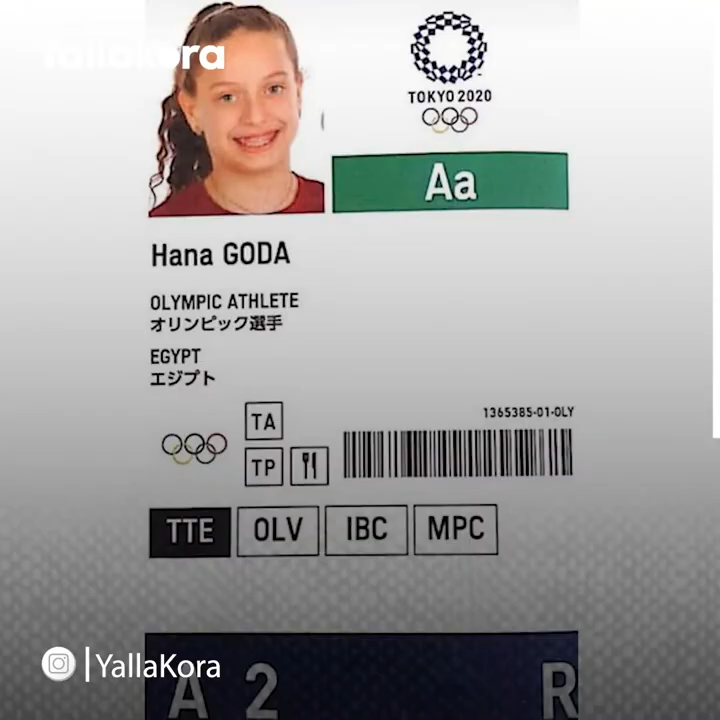 yallakora
TOKYO 2020
Aa
Hana GODA
OLYMPIC ATHLETE
オリンピック選手
EGYPT
エジプト
TA
1365385-01-OLY
TP
TTE OLV IBC MPC
YallaKora
A 2 R